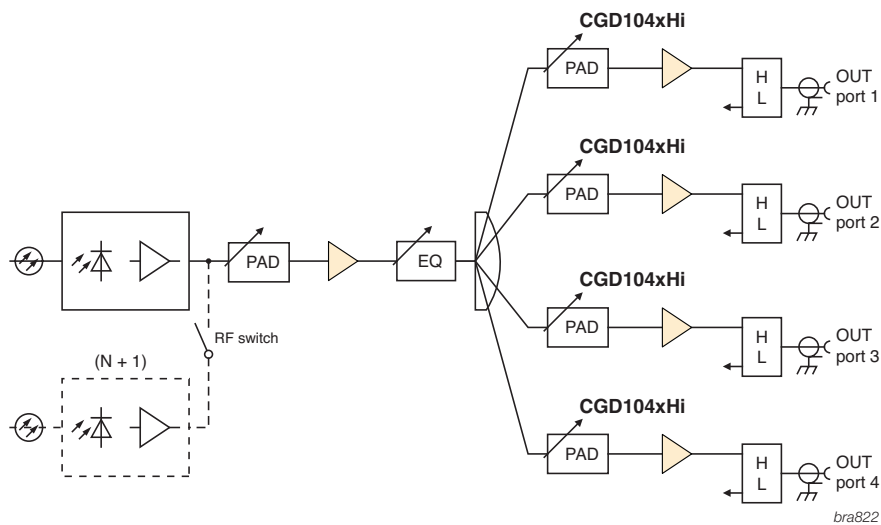 CGD104xHi
PAD
H
L
OUT
port 1
CGD104xHi
PAD
H
L
OUT
port 2
PAD
EQ
RF switch
(N + 1)
CGD104xHi
PAD
H
L
OUT
port 3
CGD104xHi
PAD
H
L
OUT
port 4
bra822